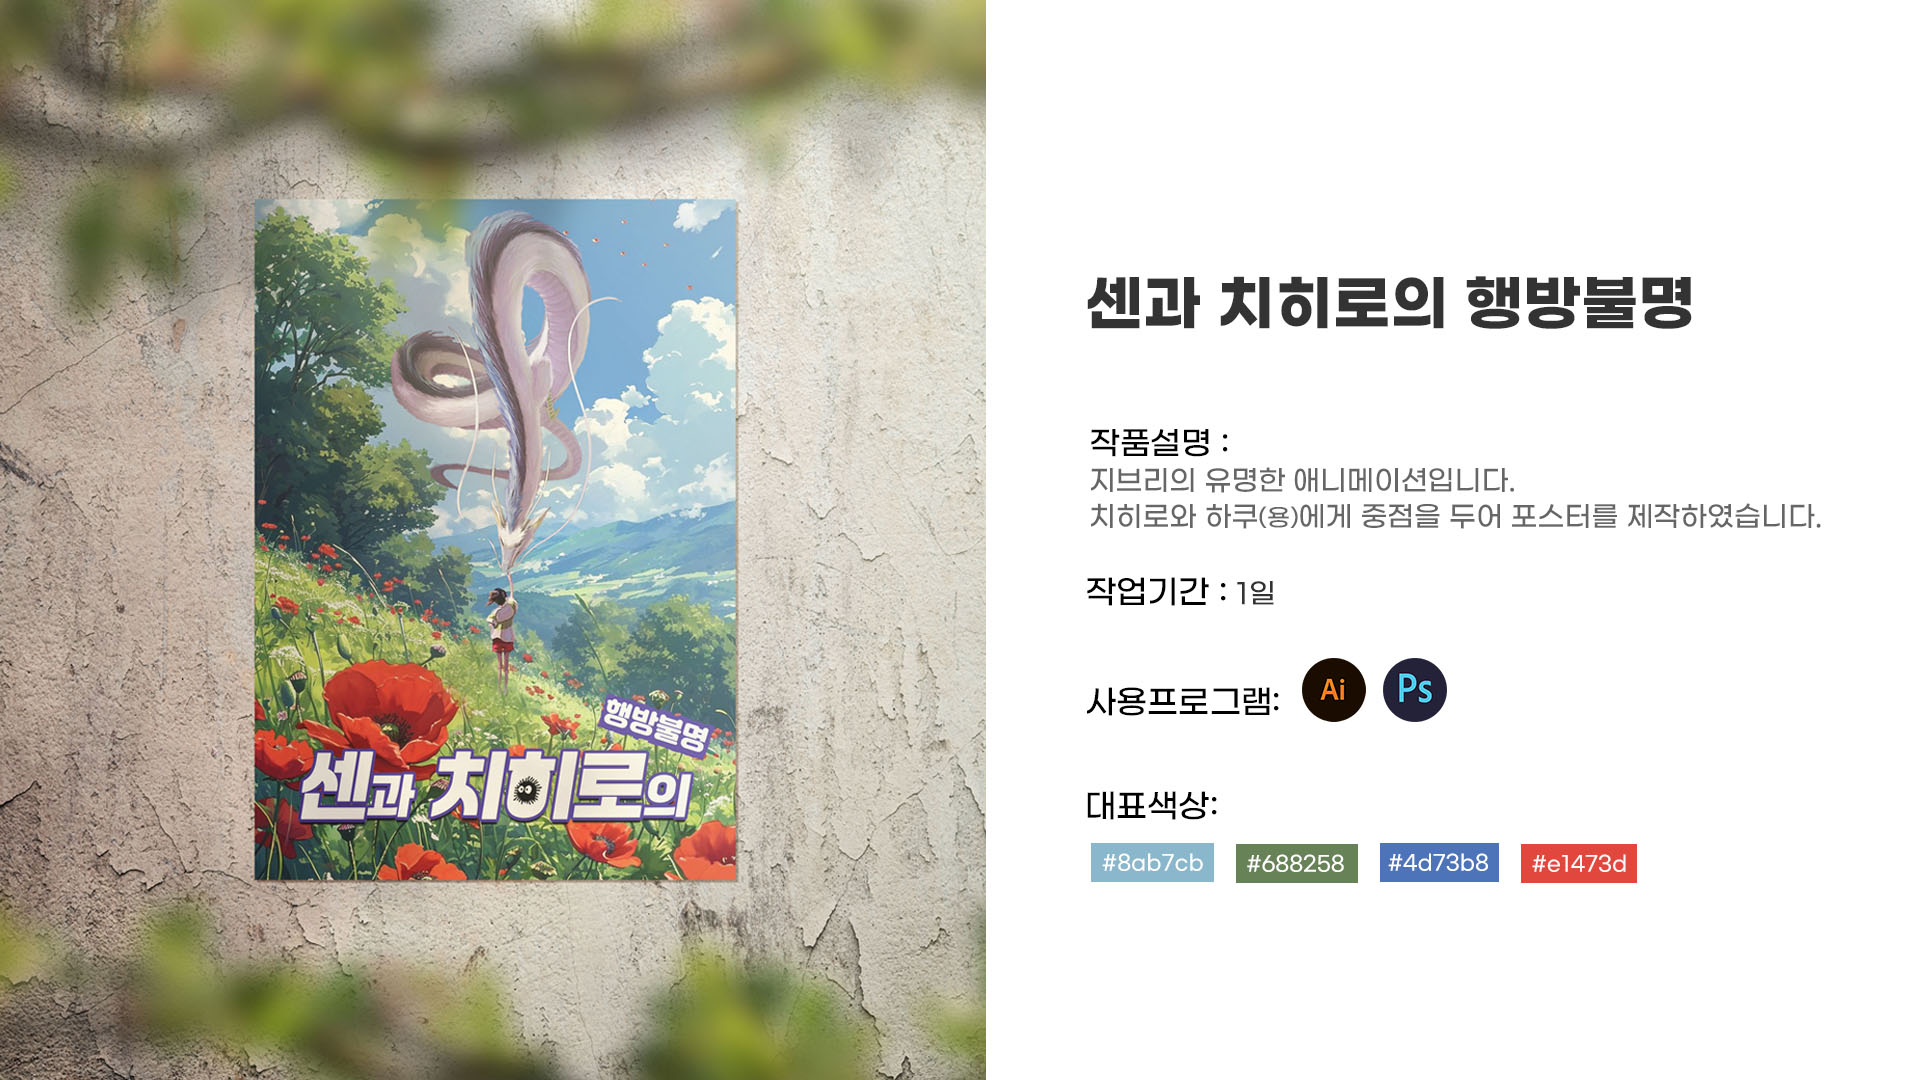 행방불명
센과 치히로의
센과 치히로의 행방불명
작품설명 :
지브리의 유명한 애니메이션입니다.
치히로와 하쿠(용)에게 중점을 두어 포스터를 제작하였습니다.
작업기간 : 1일
사용프로그램: Ai Ps
대표색상:
#8ab7cb #688258 #4d73b8 #e1473d